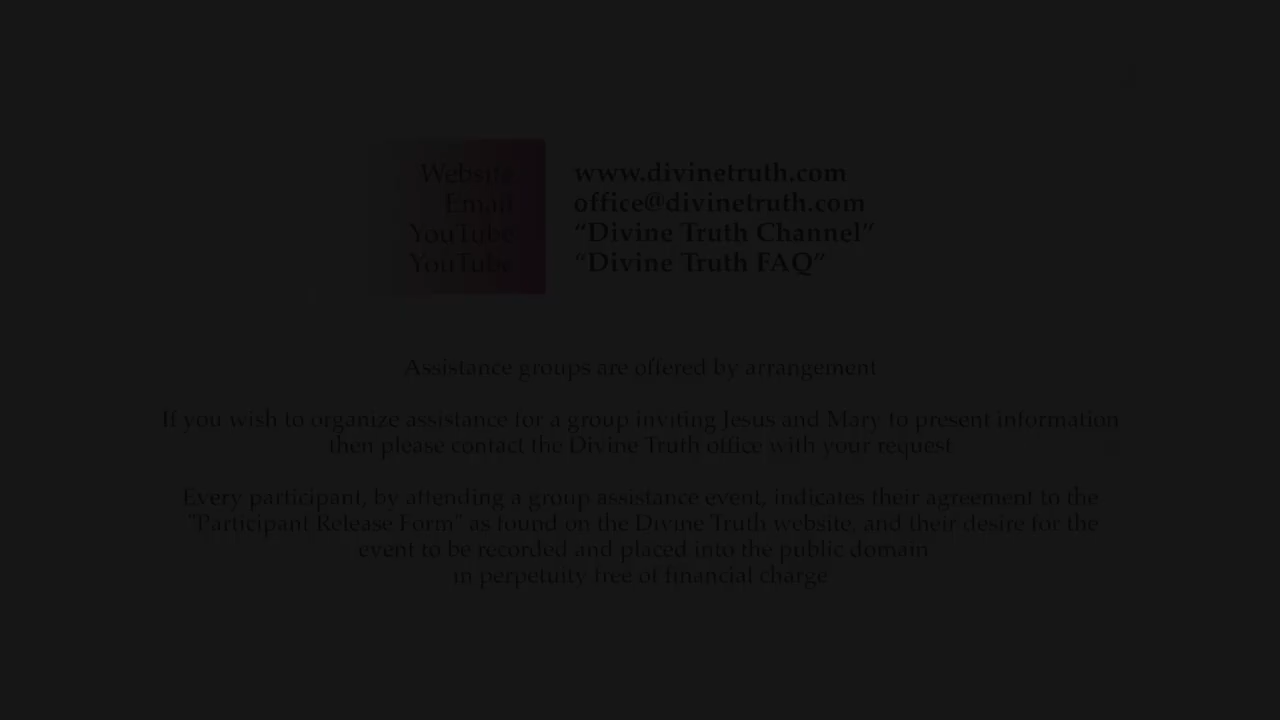 Website www.divinetruth.com
Email office@divinetruth.com
YouTube “Divine Truth Channel”
YouTube “Divine Truth FAQ”
Assistance groups are offered by arrangement
If you wish to organize assistance for a group inviting Jesus and Mary to present information
then please contact the Divine Truth office with your request
Every participant, by attending a group assistance event, indicates their agreement to the
"Participant Release Form" as found on the Divine Truth website, and their desire for the
event to be recorded and placed into the public domain
in perpetuity free of financial charge